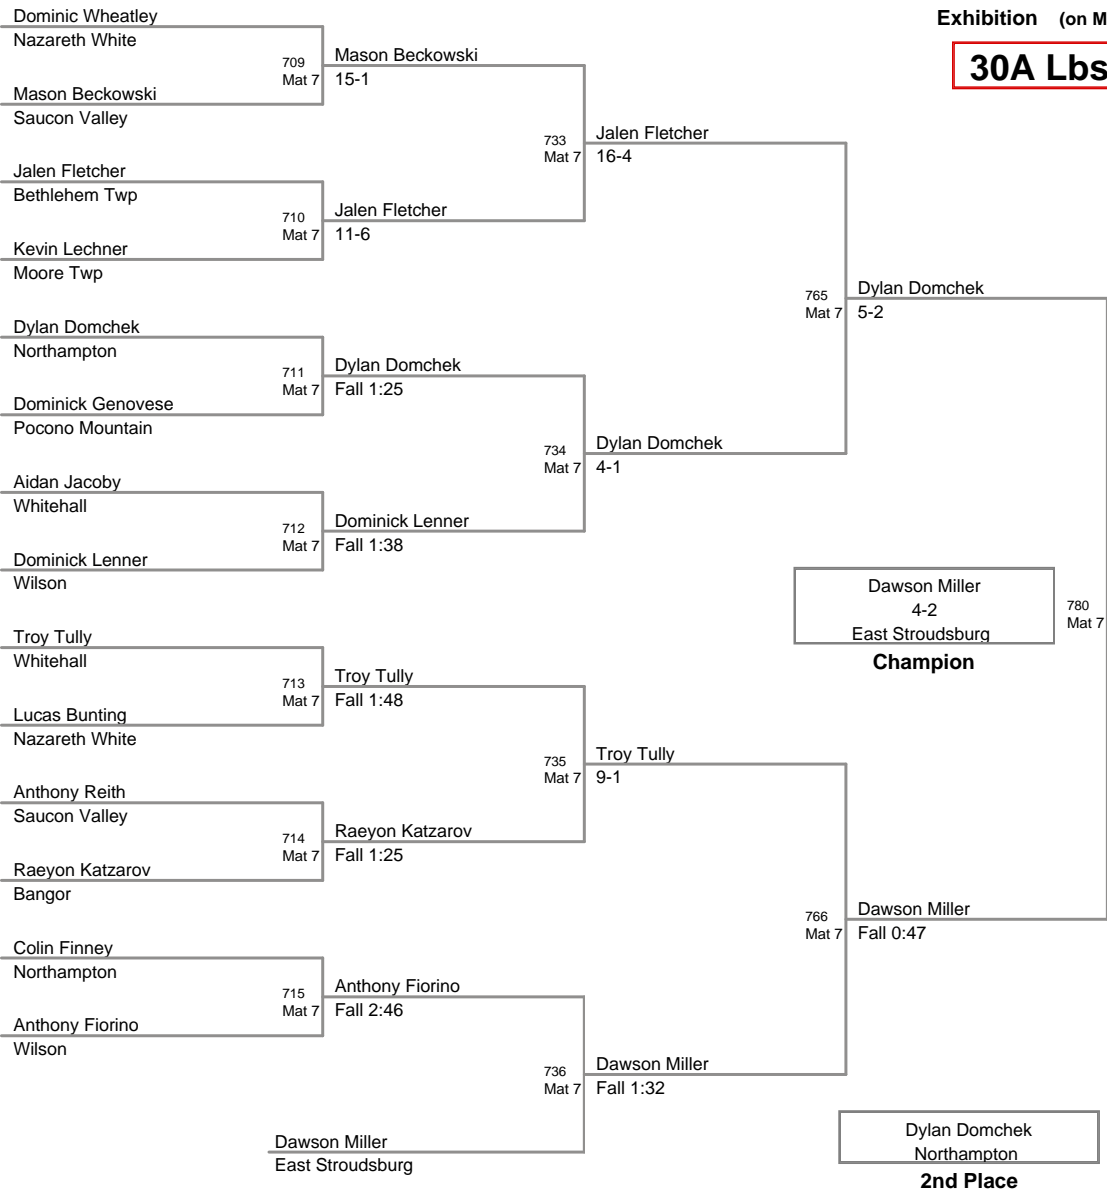 Exhibition (on M
30A Lbs
Dominic Wheatley
Nazareth White
709
Mat 7
Mason Beckowski
15-1
Mason Beckowski
Saucon Valley
733
Mat 7
Jalen Fletcher
16-4
Jalen Fletcher
Bethlehem Twp
710
Mat 7
Jalen Fletcher
11-6
Kevin Lechner
Moore Twp
765
Mat 7
Dylan Domchek
5-2
Dylan Domchek
Northampton
711
Mat 7
Dylan Domchek
Fall 1:25
Dominick Genovese
Pocono Mountain
734
Mat 7
Dylan Domchek
4-1
Aidan Jacoby
Whitehall
712
Mat 7
Dominick Lenner
Fall 1:38
Dominick Lenner
Wilson
Dawson Miller
4-2
East Stroudsburg
Champion
780
Mat 7
Troy Tully
Whitehall
713
Mat 7
Troy Tully
Fall 1:48
Lucas Bunting
Nazareth White
735
Mat 7
Troy Tully
9-1
Anthony Reith
Saucon Valley
714
Mat 7
Raeyon Katzarov
Fall 1:25
Raeyon Katzarov
Bangor
766
Mat 7
Dawson Miller
Fall 0:47
Colin Finney
Northampton
715
Mat 7
Anthony Fiorino
Fall 2:46
Anthony Fiorino
Wilson
736
Mat 7
Dawson Miller
Fall 1:32
Dawson Miller
East Stroudsburg
Dylan Domchek
Northampton
2nd Place